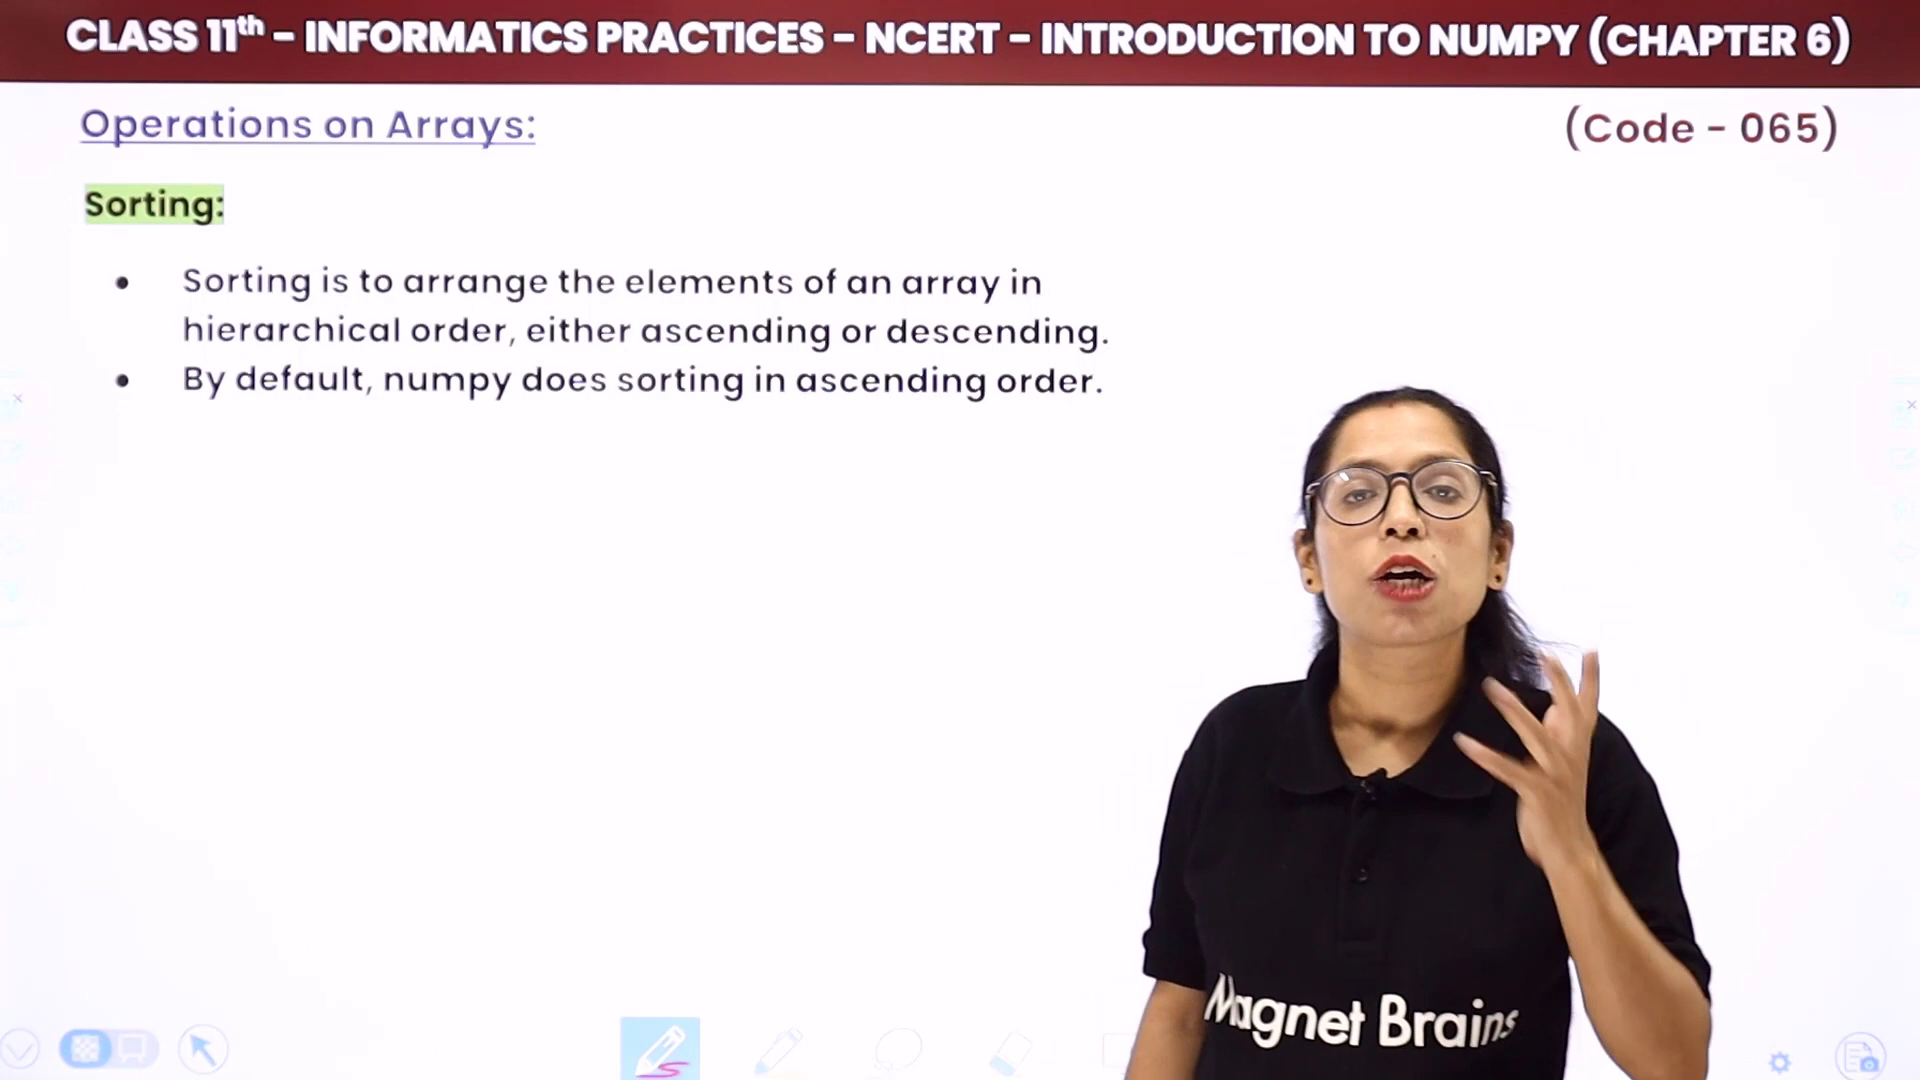 CLASS 11th – INFORMATICS PRACTICES – NCERT – INTRODUCTION TO NUMPY (CHAPTER 6)
Operations on Arrays:
(Code - 065)
Sorting:
• Sorting is to arrange the elements of an array in
hierarchical order, either ascending or descending.
• By default, numpy does sorting in ascending order.
Magnet Brains